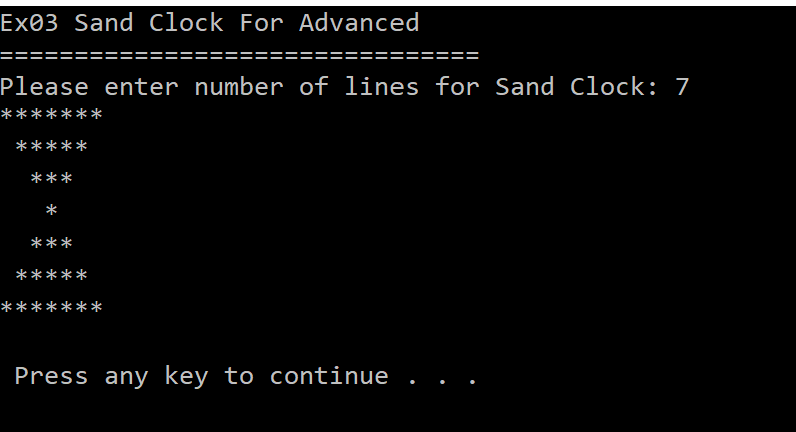 Ex03 Sand Clock For Advanced
================================
Please enter number of lines for Sand Clock: 7
*******
 *****
  ***
   *
  ***
 *****
*******

 Press any key to continue . . .